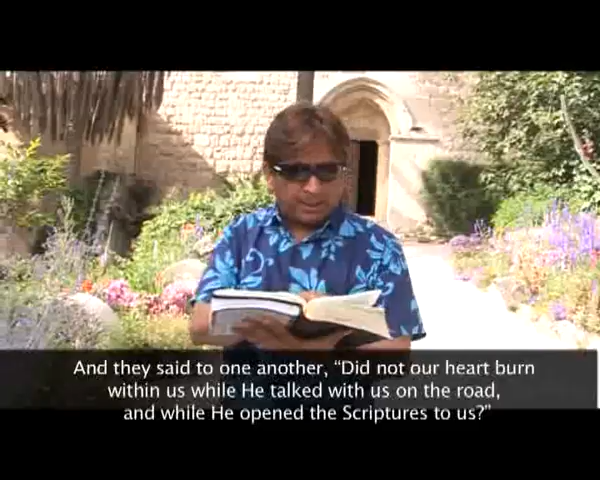 And they said to one another, “Did not our heart burn
within us while He talked with us on the road,
and while He opened the Scriptures to us?”